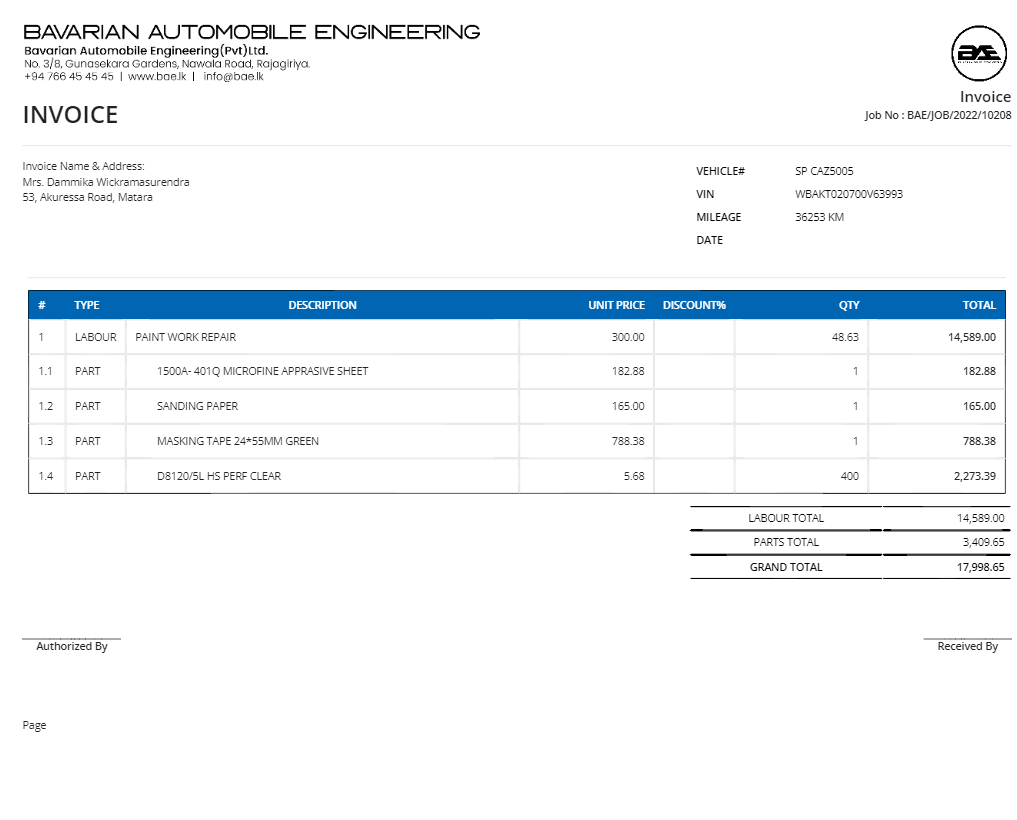 BAVARIAN AUTOMOBILE ENGINEERING
Bavarian Automobile Engineering(Pvt)Ltd.
No. 3/8, Gunasekara Gardens, Nawala Road, Rajagiriya.
+94 766 45 45 45 | www.bae.lk | info@bae.lk
BAE
Invoice
INVOICE
Job No : BAE/JOB/2022/10208
Invoice Name & Address:
Mrs. Dammika Wickramasurendra
53, Akuressa Road, Matara
VEHICLE# SP CAZ5005
VIN WBAKT020700V63993
MILEAGE 36253 KM
DATE
# TYPE DESCRIPTION UNIT PRICE DISCOUNT% QTY TOTAL
1 LABOUR PAINT WORK REPAIR 300.00 48.63 14,589.00
1.1 PART 1500A- 401Q MICROFINE APPRASIVE SHEET 182.88 1 182.88
1.2 PART SANDING PAPER 165.00 1 165.00
1.3 PART MASKING TAPE 24*55MM GREEN 788.38 1 788.38
1.4 PART D8120/5L HS PERF CLEAR 5.68 400 2,273.39
LABOUR TOTAL 14,589.00
PARTS TOTAL 3,409.65
GRAND TOTAL 17,998.65
Authorized By
Received By
Page